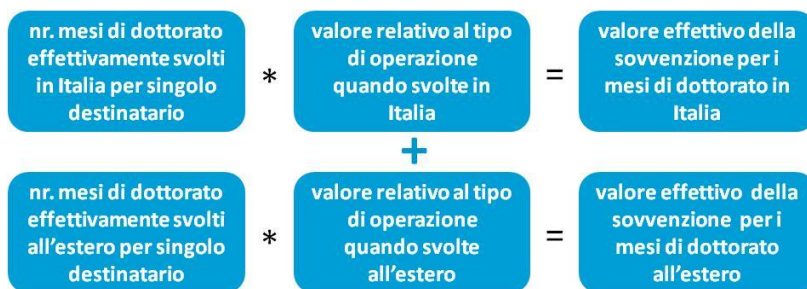 nr. mesi di dottorato
effettivamente svolti
in Italia per singolo
destinatario
*
valore relativo al tipo
di operazione
quando svolte in
Italia
=
valore effettivo della
sovvenzione per i
mesi di dottorato in
Italia
+
nr. mesi di dottorato
effettivamente svolti
all'estero per singolo
destinatario
*
valore relativo al tipo
di operazione
quando svolte
all'estero
=
valore effettivo della
sovvenzione per i
mesi di dottorato
all'estero